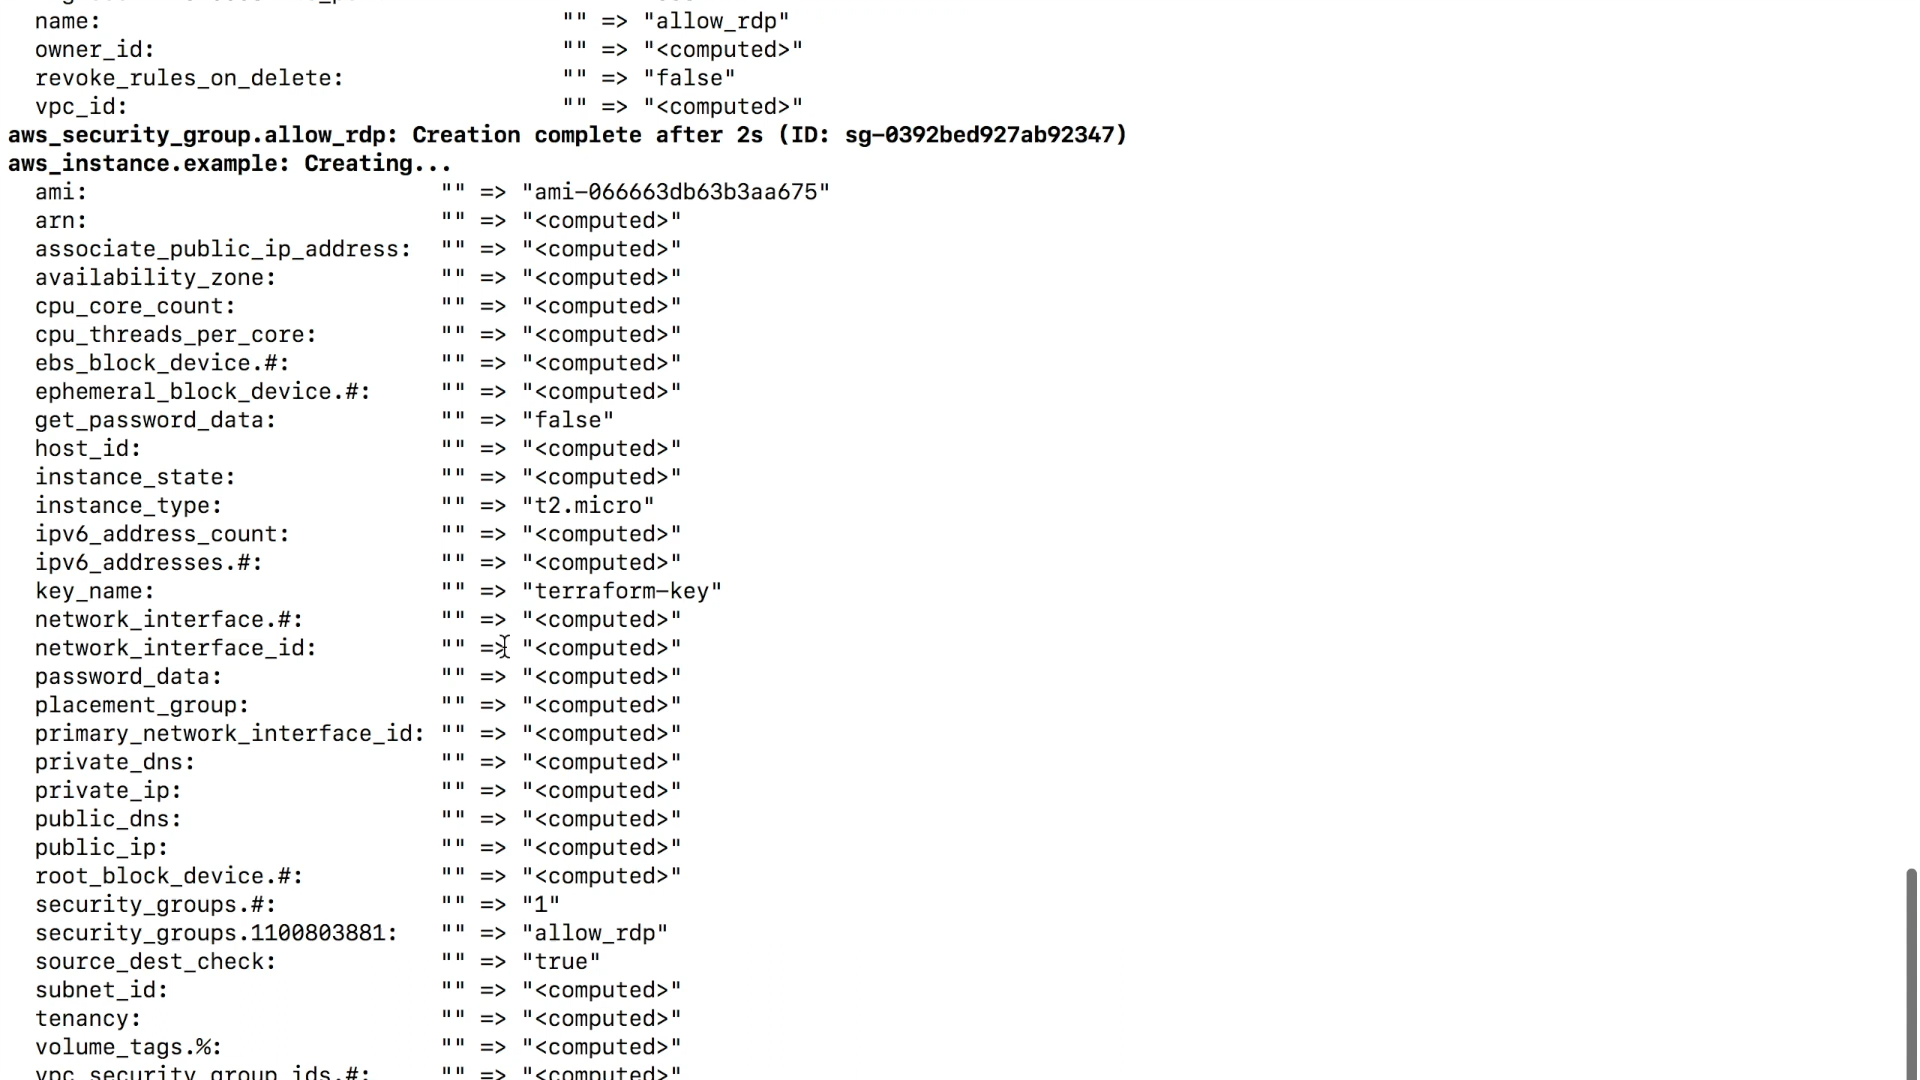 name: "" => "allow_rdp"
owner_id: "" => "<computed>"
revoke_rules_on_delete: "" => "false"
vpc_id: "" => "<computed>"
aws_security_group.allow_rdp: Creation complete after 2s (ID: sg-0392bed927ab92347)
aws_instance.example: Creating...
ami: "" => "ami-066663db63b3aa675"
arn: "" => "<computed>"
associate_public_ip_address: "" => "<computed>"
availability_zone: "" => "<computed>"
cpu_core_count: "" => "<computed>"
cpu_threads_per_core: "" => "<computed>"
ebs_block_device.#: "" => "<computed>"
ephemeral_block_device.#: "" => "<computed>"
get_password_data: "" => "false"
host_id: "" => "<computed>"
instance_state: "" => "<computed>"
instance_type: "" => "t2.micro"
ipv6_address_count: "" => "<computed>"
ipv6_addresses.#: "" => "<computed>"
key_name: "" => "terraform-key"
network_interface.#: "" => "<computed>"
network_interface_id: "" => "<computed>"
password_data: "" => "<computed>"
placement_group: "" => "<computed>"
primary_network_interface_id: "" => "<computed>"
private_dns: "" => "<computed>"
private_ip: "" => "<computed>"
public_dns: "" => "<computed>"
public_ip: "" => "<computed>"
root_block_device.#: "" => "<computed>"
security_groups.#: "" => "1"
security_groups.1100803881: "" => "allow_rdp"
source_dest_check: "" => "true"
subnet_id: "" => "<computed>"
tenancy: "" => "<computed>"
volume_tags.%: "" => "<computed>"
vpc_security_group_ids.#: "" => "<computed>"